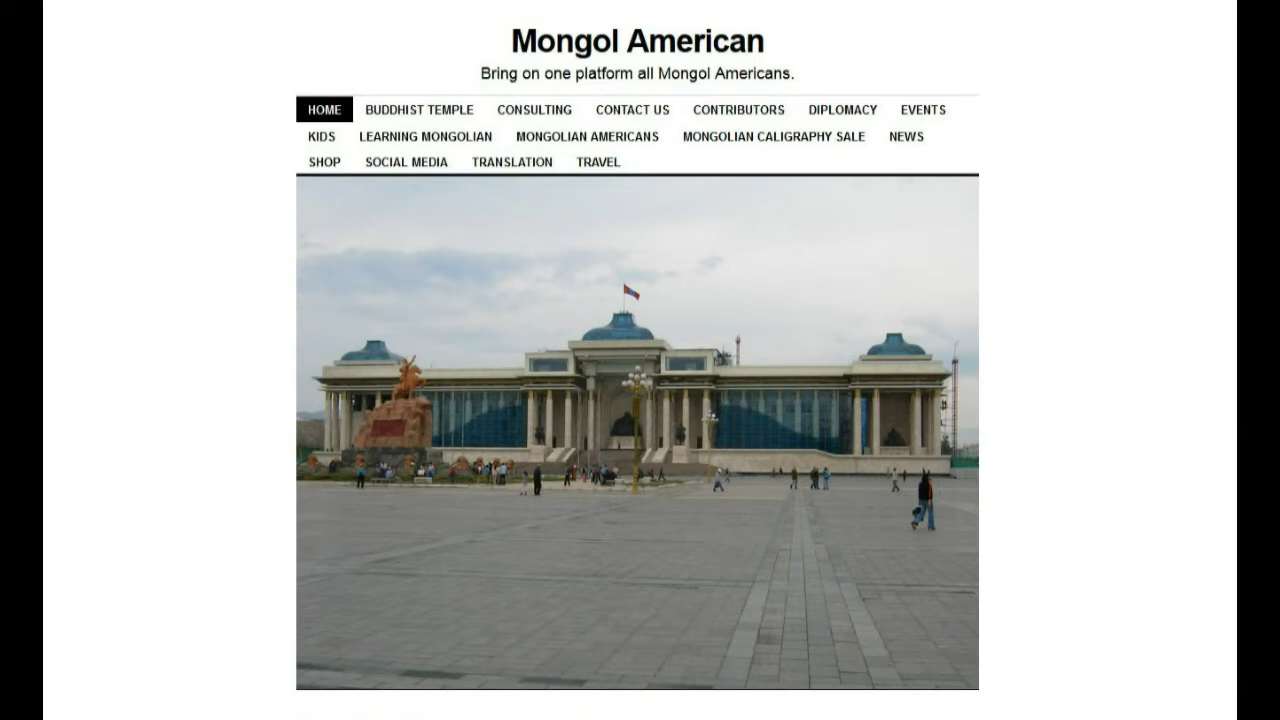 Mongol American
Bring on one platform all Mongol Americans.
HOME BUDDHIST TEMPLE CONSULTING CONTACT US CONTRIBUTORS DIPLOMACY EVENTS
KIDS LEARNING MONGOLIAN MONGOLIAN AMERICANS MONGOLIAN CALIGRAPHY SALE NEWS
SHOP SOCIAL MEDIA TRANSLATION TRAVEL